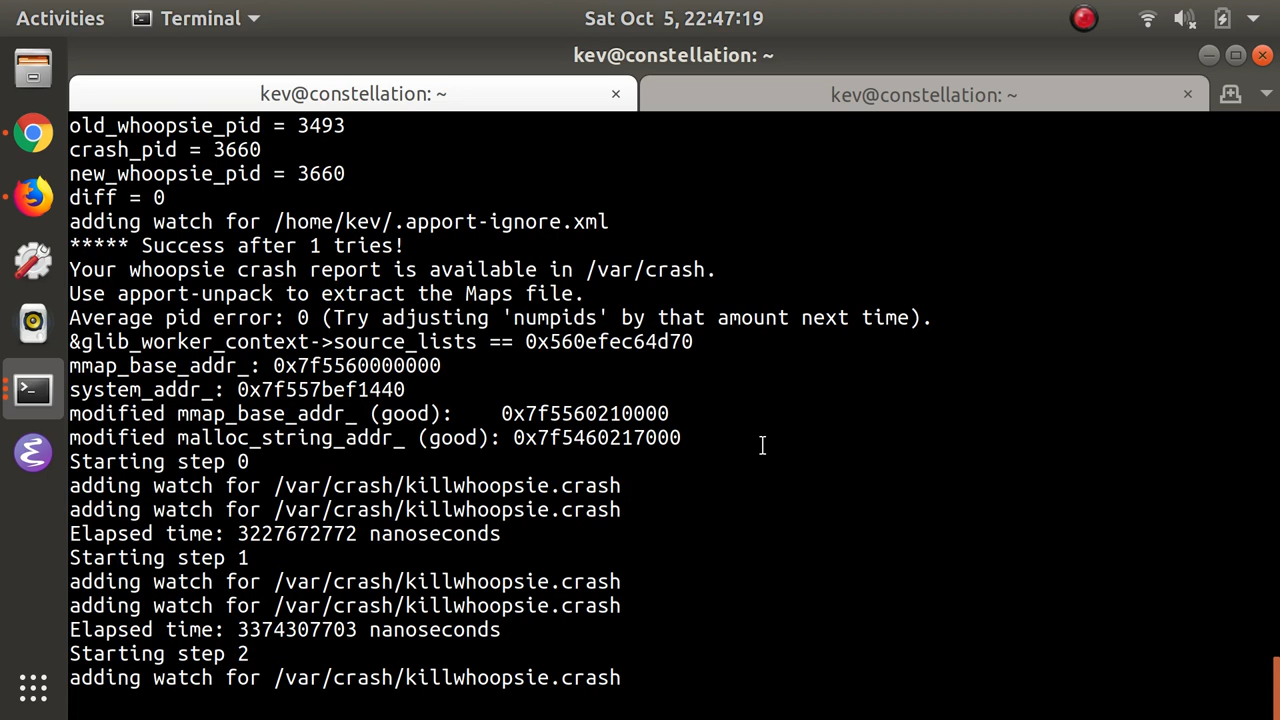 Activities
Terminal
Sat Oct 5, 22:47:19
kev@constellation: ~
kev@constellation: ~
kev@constellation: ~
old_whoopsie_pid = 3493
crash_pid = 3660
new_whoopsie_pid = 3660
diff = 0
adding watch for /home/kev/.apport-ignore.xml
***** Success after 1 tries!
Your whoopsie crash report is available in /var/crash.
Use apport-unpack to extract the Maps file.
Average pid error: 0 (Try adjusting 'numpids' by that amount next time).
&glib_worker_context->source_lists == 0x560efec64d70
mmap_base_addr_: 0x7f5560000000
system_addr_: 0x7f557bef1440
modified mmap_base_addr_ (good):    0x7f5560210000
modified malloc_string_addr_ (good): 0x7f5460217000
Starting step 0
adding watch for /var/crash/killwhoopsie.crash
adding watch for /var/crash/killwhoopsie.crash
Elapsed time: 3227672772 nanoseconds
Starting step 1
adding watch for /var/crash/killwhoopsie.crash
adding watch for /var/crash/killwhoopsie.crash
Elapsed time: 3374307703 nanoseconds
Starting step 2
adding watch for /var/crash/killwhoopsie.crash